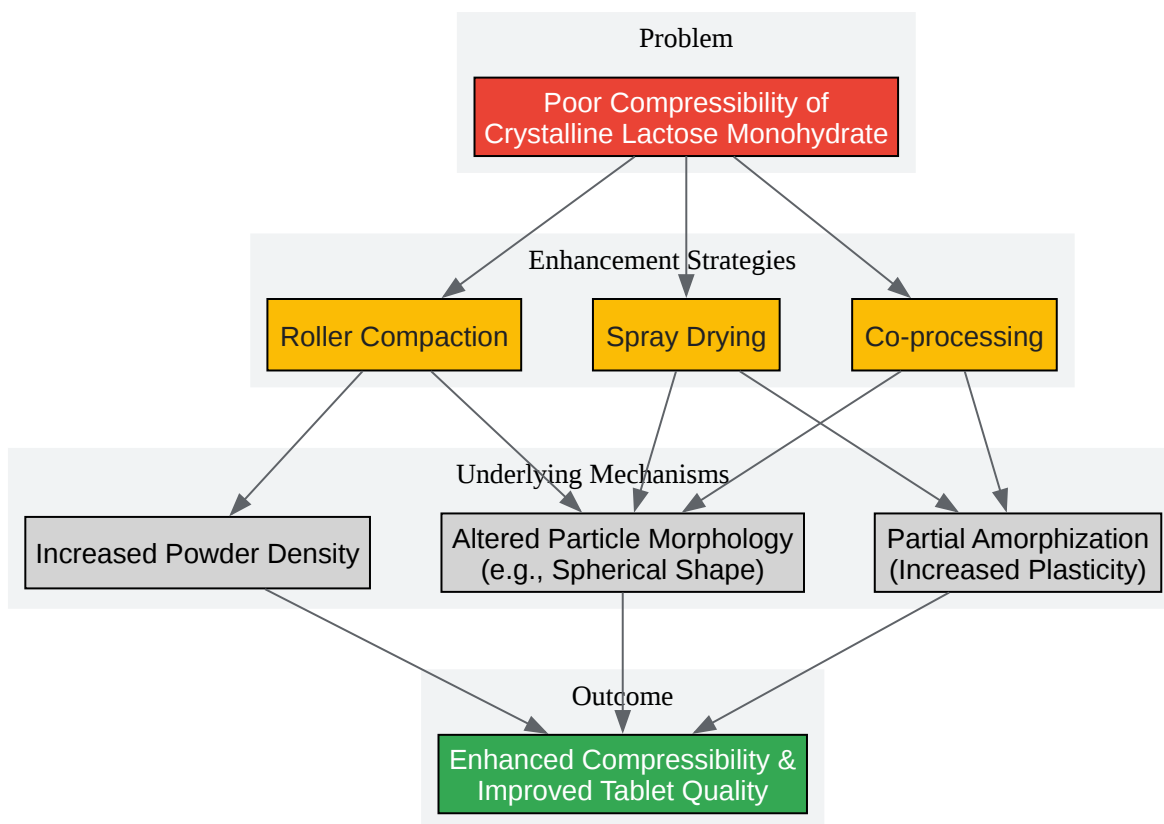 Problem
Poor Compressibility of
Crystalline Lactose Monohydrate
Enhancement Strategies
Roller Compaction
Spray Drying
Co-processing
Underlying Mechanisms
Increased Powder Density
Altered Particle Morphology
(e.g., Spherical Shape)
Partial Amorphization
(Increased Plasticity)
Outcome
Enhanced Compressibility &
Improved Tablet Quality